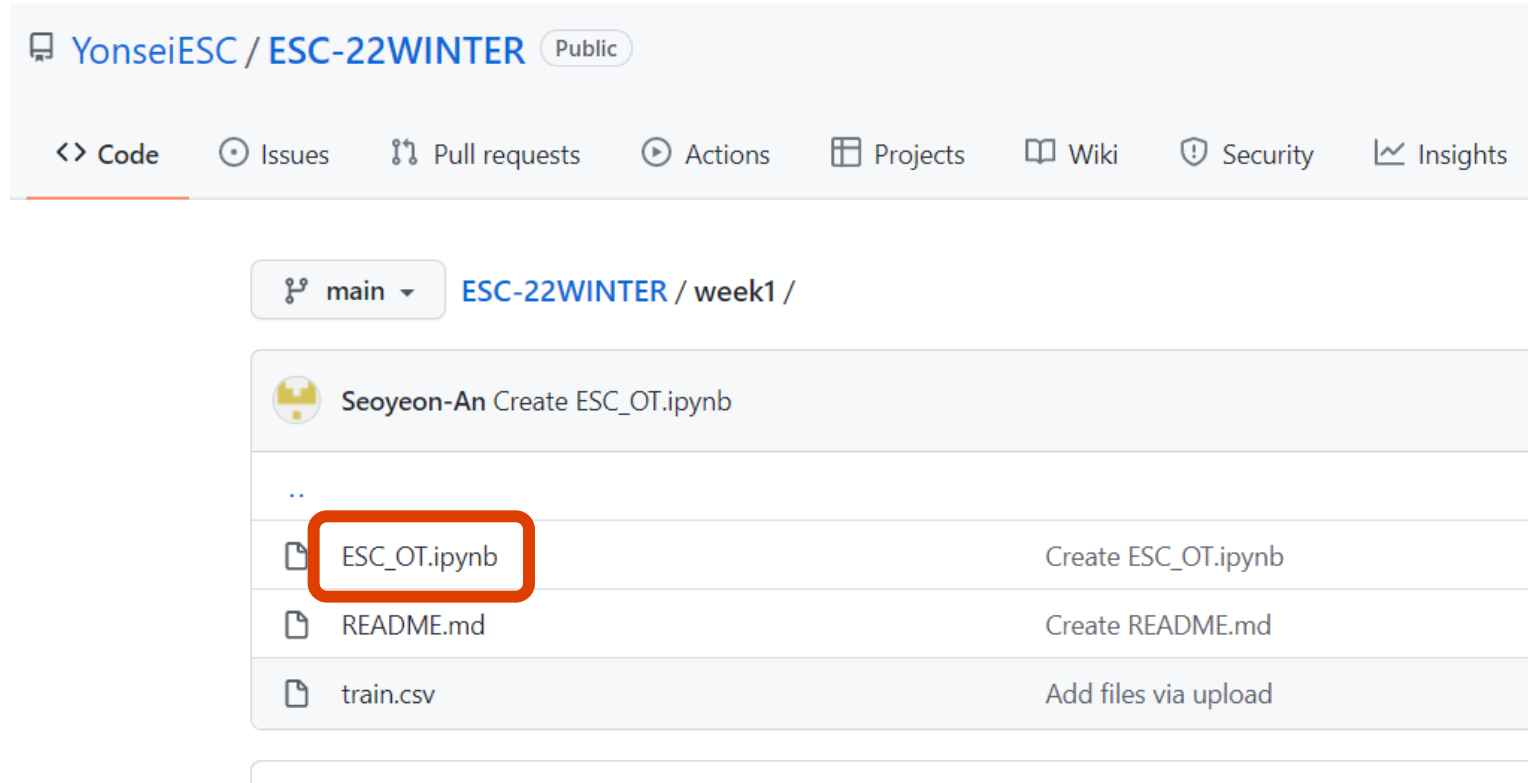 YonseiESC / ESC-22WINTER Public
Code Issues Pull requests Actions Projects Wiki Security Insights
main ESC-22WINTER / week1 /
Seoyeon-An Create ESC_OT.ipynb
..
ESC_OT.ipynb Create ESC_OT.ipynb
README.md Create README.md
train.csv Add files via upload